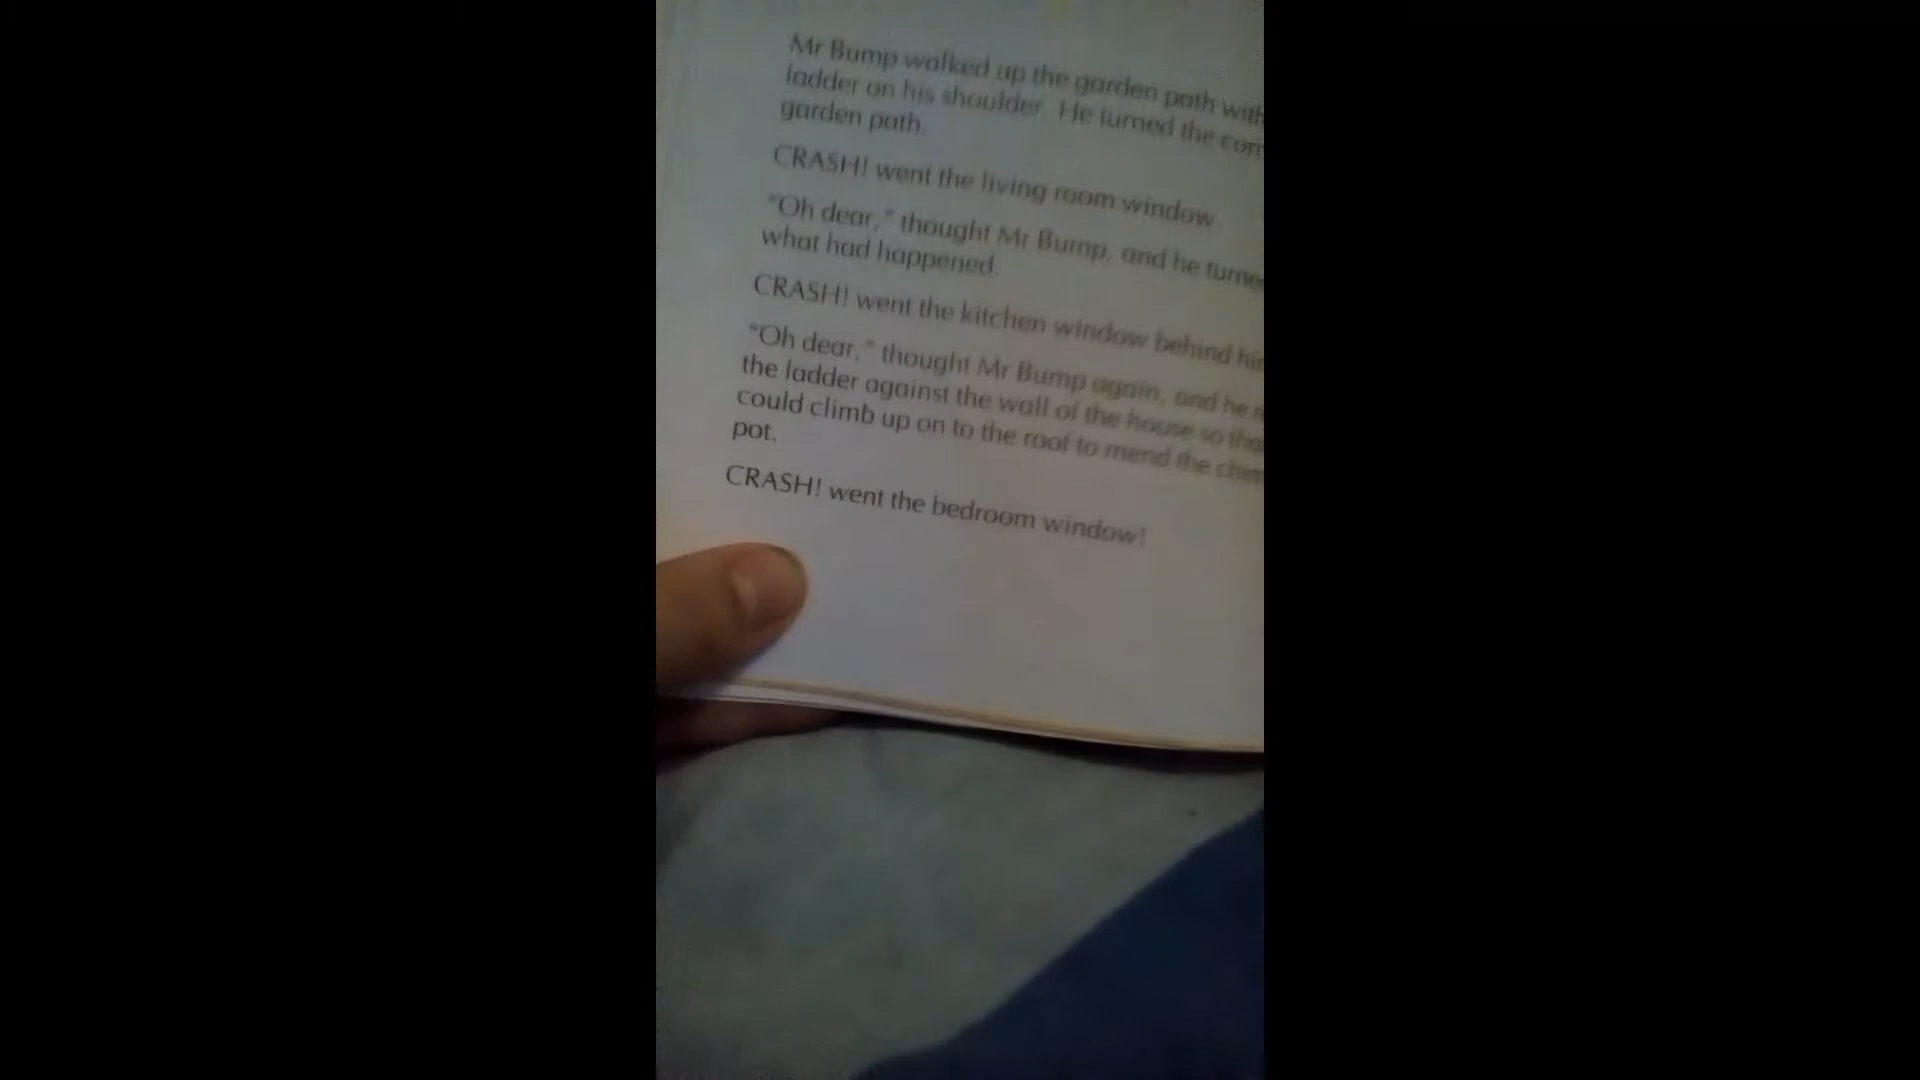 Mr Bump walked up the garden path with
ladder on his shoulder. He turned the
garden path.
CRASH! went the living room window.
"Oh dear," thought Mr Bump, and he
what had happened.
CRASH! went the kitchen window behind
"Oh dear," thought Mr Bump again, and he
the ladder against the wall of the house so
could climb up on to the roof to mend the
pot.
CRASH! went the bedroom window!